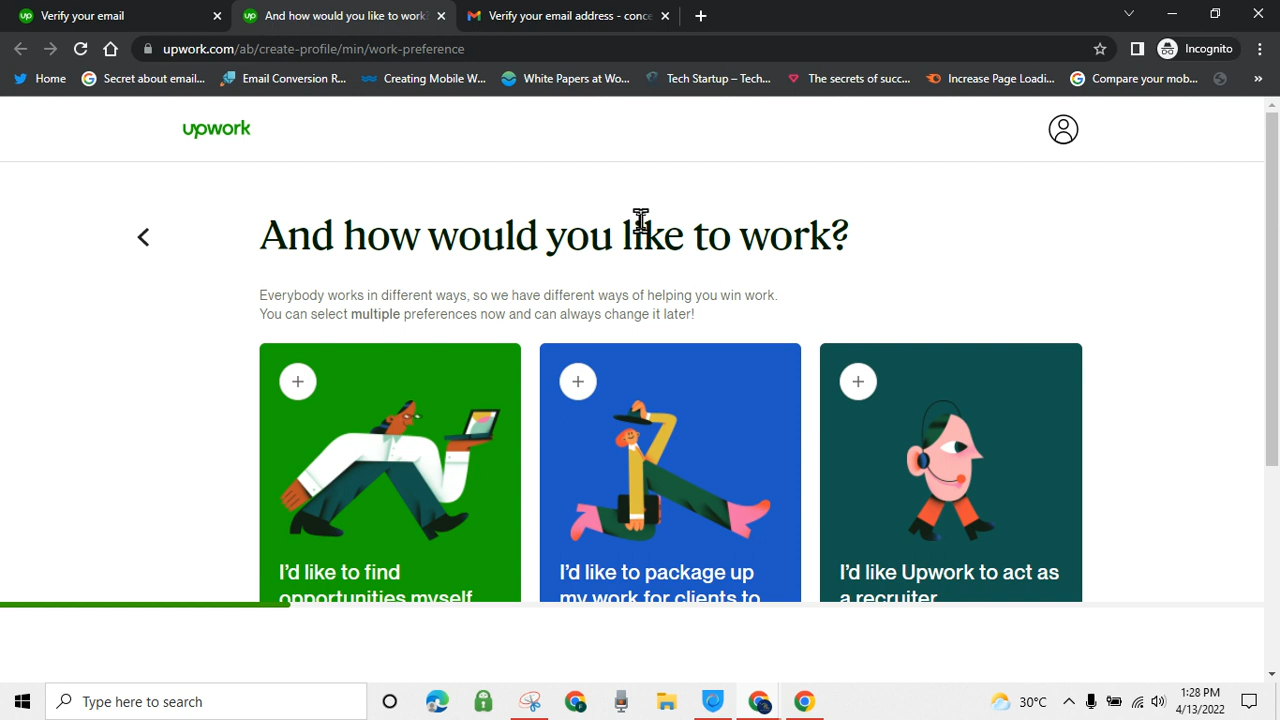 up Verify your email
up And how would you like to work?
Verify your email address - conce
upwork.com/ab/create-profile/min/work-preference
Incognito
Home
Secret about email...
Email Conversion R...
Creating Mobile W...
White Papers at Wo...
Tech Startup – Tech...
The secrets of succ...
Increase Page Loadi...
Compare your mob...
»
upwork
And how would you like to work?
Everybody works in different ways, so we have different ways of helping you win work.
You can select multiple preferences now and can always change it later!
I'd like to find
opportunities myself
I'd like to package up
my work for clients to
I'd like Upwork to act as
a recruiter
Type here to search
30°C
1:28 PM
4/13/2022